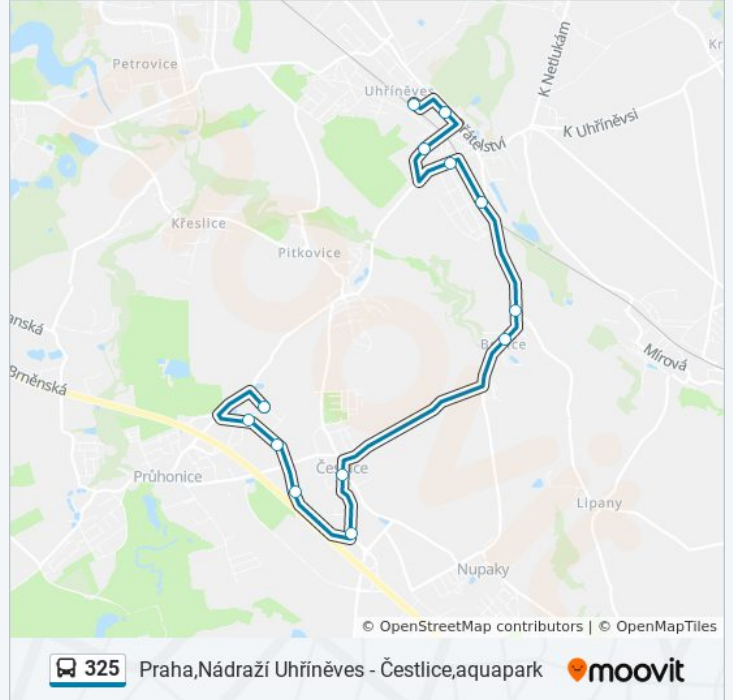 Petrovice
Uhříněves
K Netlukám
K Uhříněvsi
Křeslice
Pitkovice
Mírová
Brněnská
Průhonice
Čestlice
Lipany
Nupaky
© OpenStreetMap contributors | © OpenMapTiles
325 Praha,Nádraží Uhříněves - Čestlice,aquapark moovit